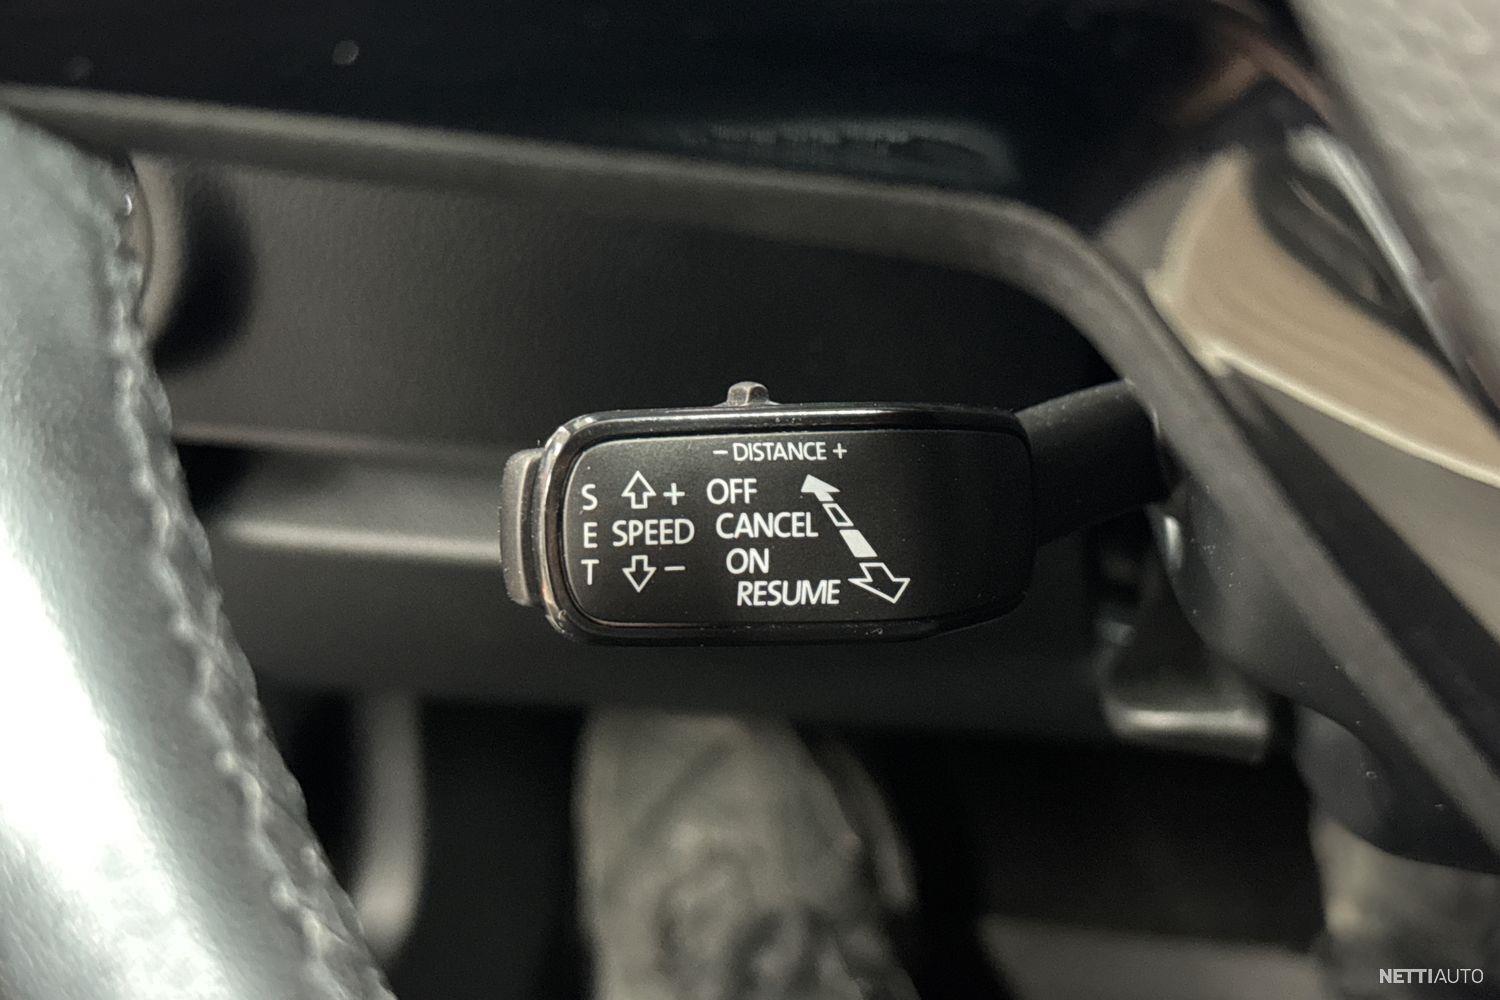 - DISTANCE +
S ⇧ + OFF
CANCEL
E SPEED
ON
T ⇩ -
RESUME
NETTIAUTO